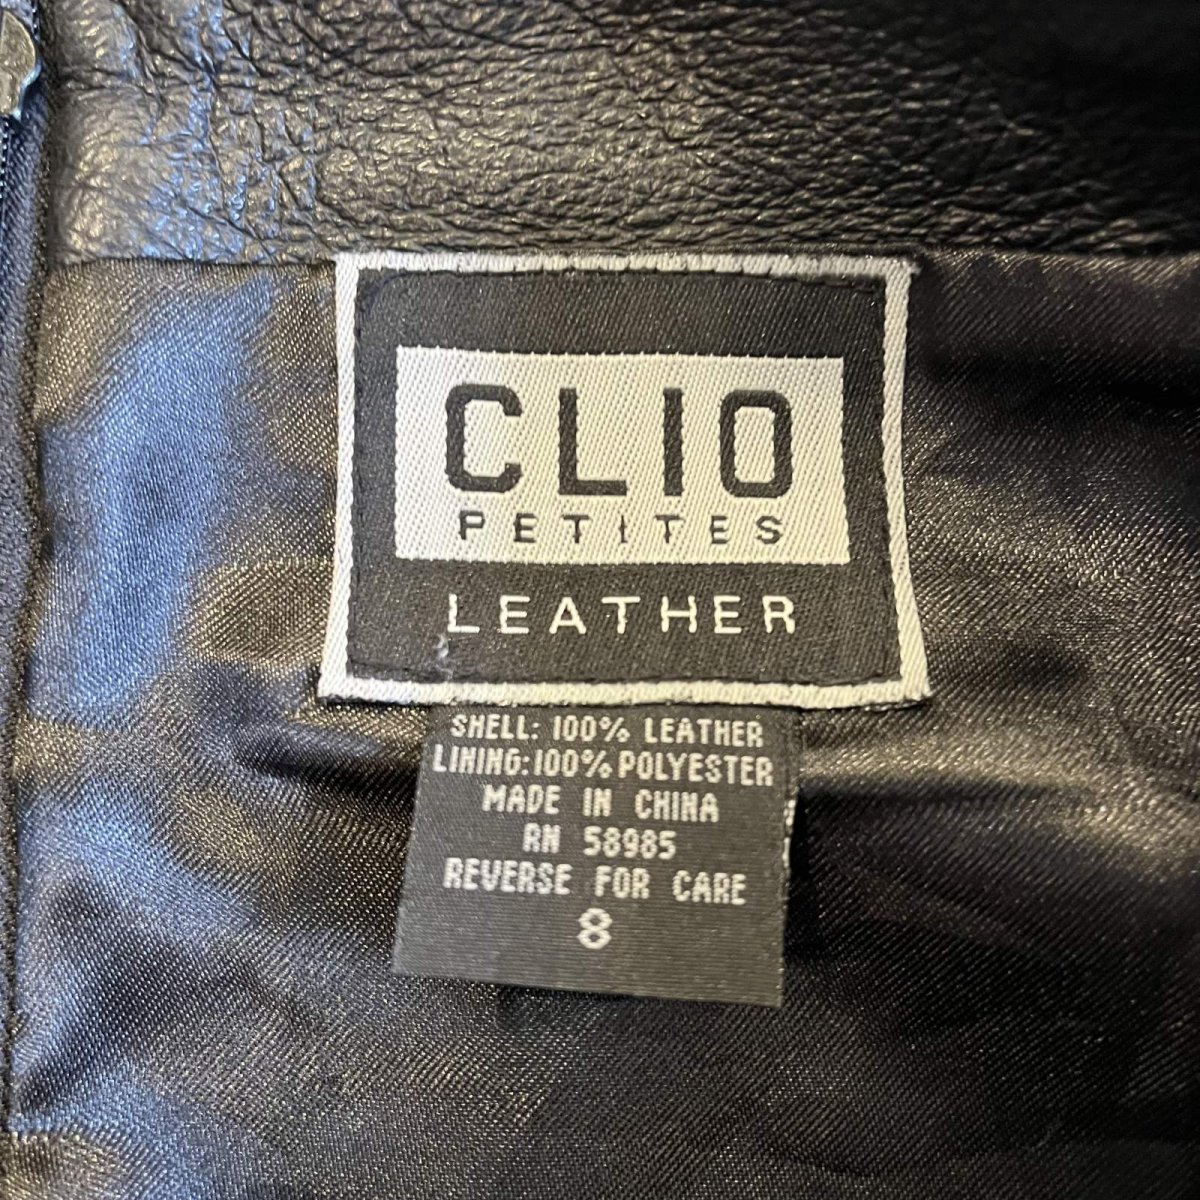 CLIO
PETITES
LEATHER
SHELL: 100% LEATHER
LINING:100% POLYESTER
MADE IN CHINA
RN 58985
REVERSE FOR CARE
8